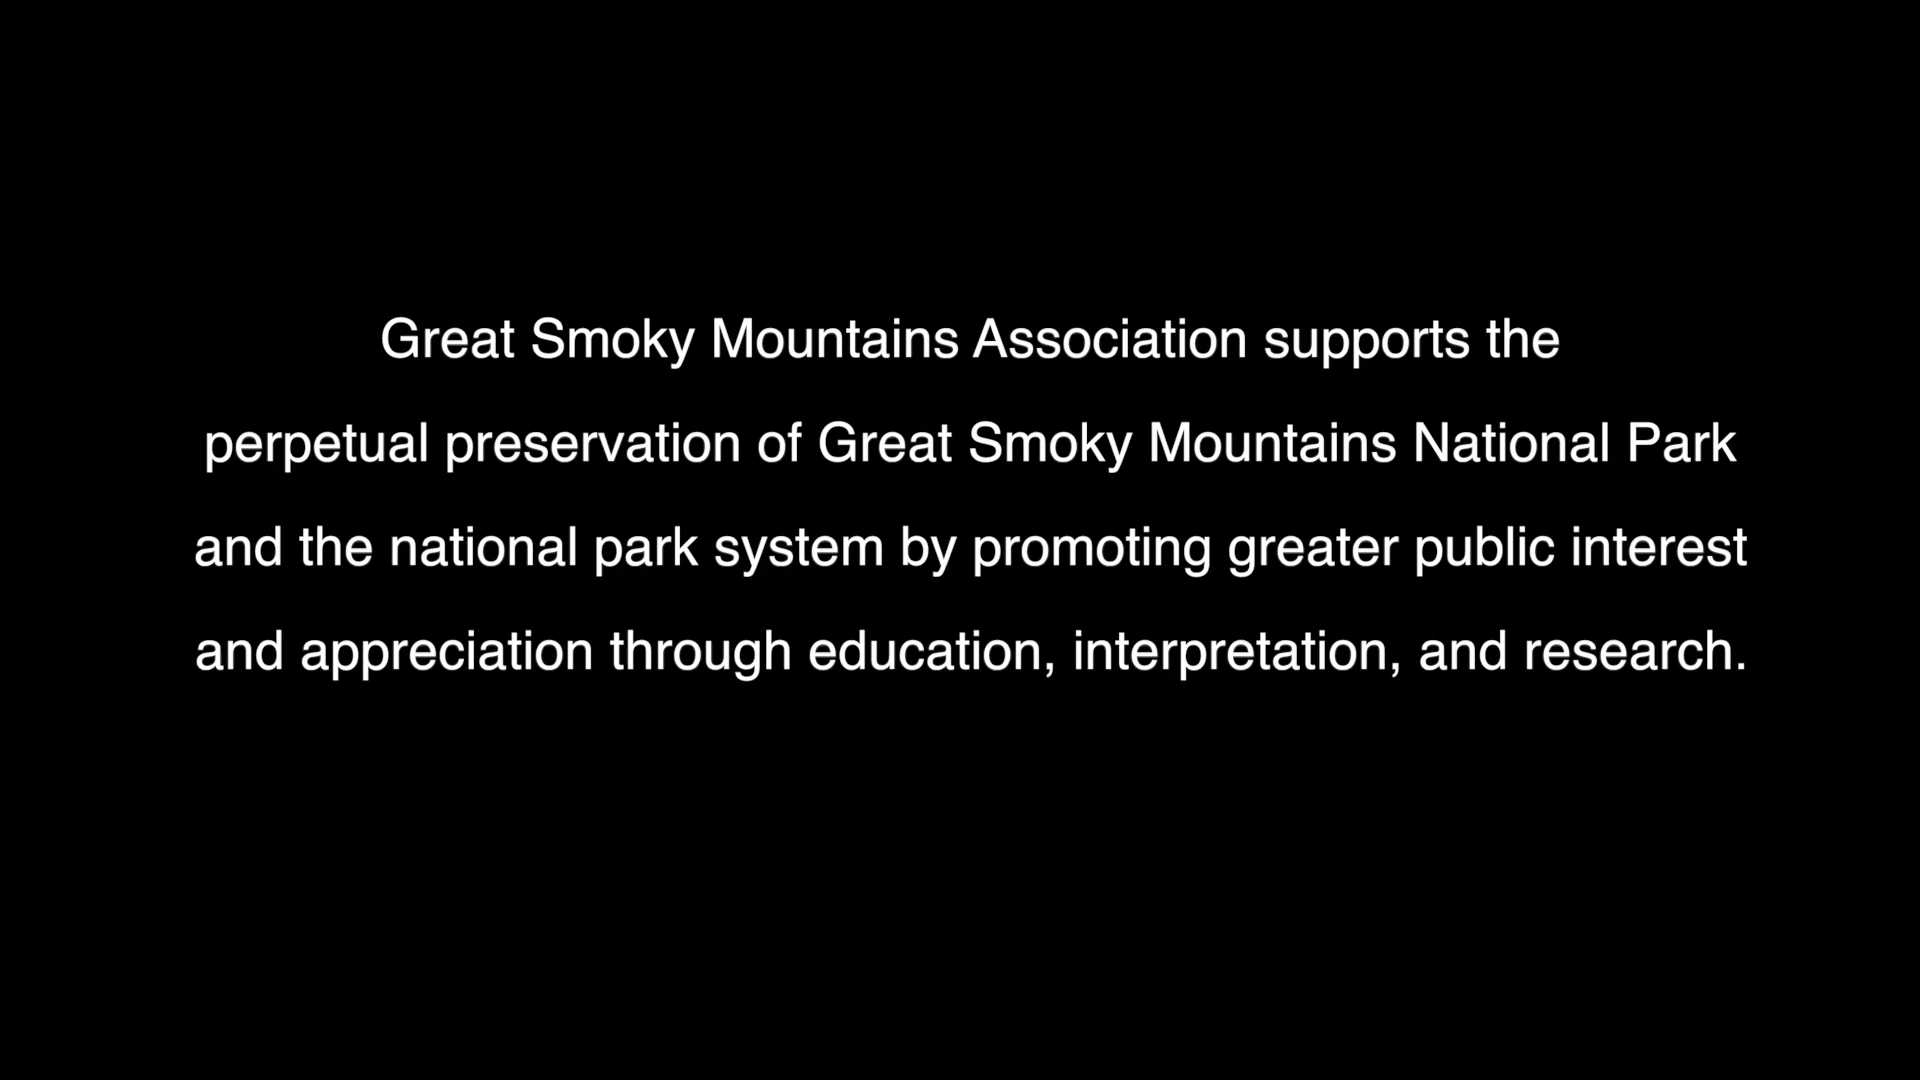 Great Smoky Mountains Association supports the
perpetual preservation of Great Smoky Mountains National Park
and the national park system by promoting greater public interest
and appreciation through education, interpretation, and research.